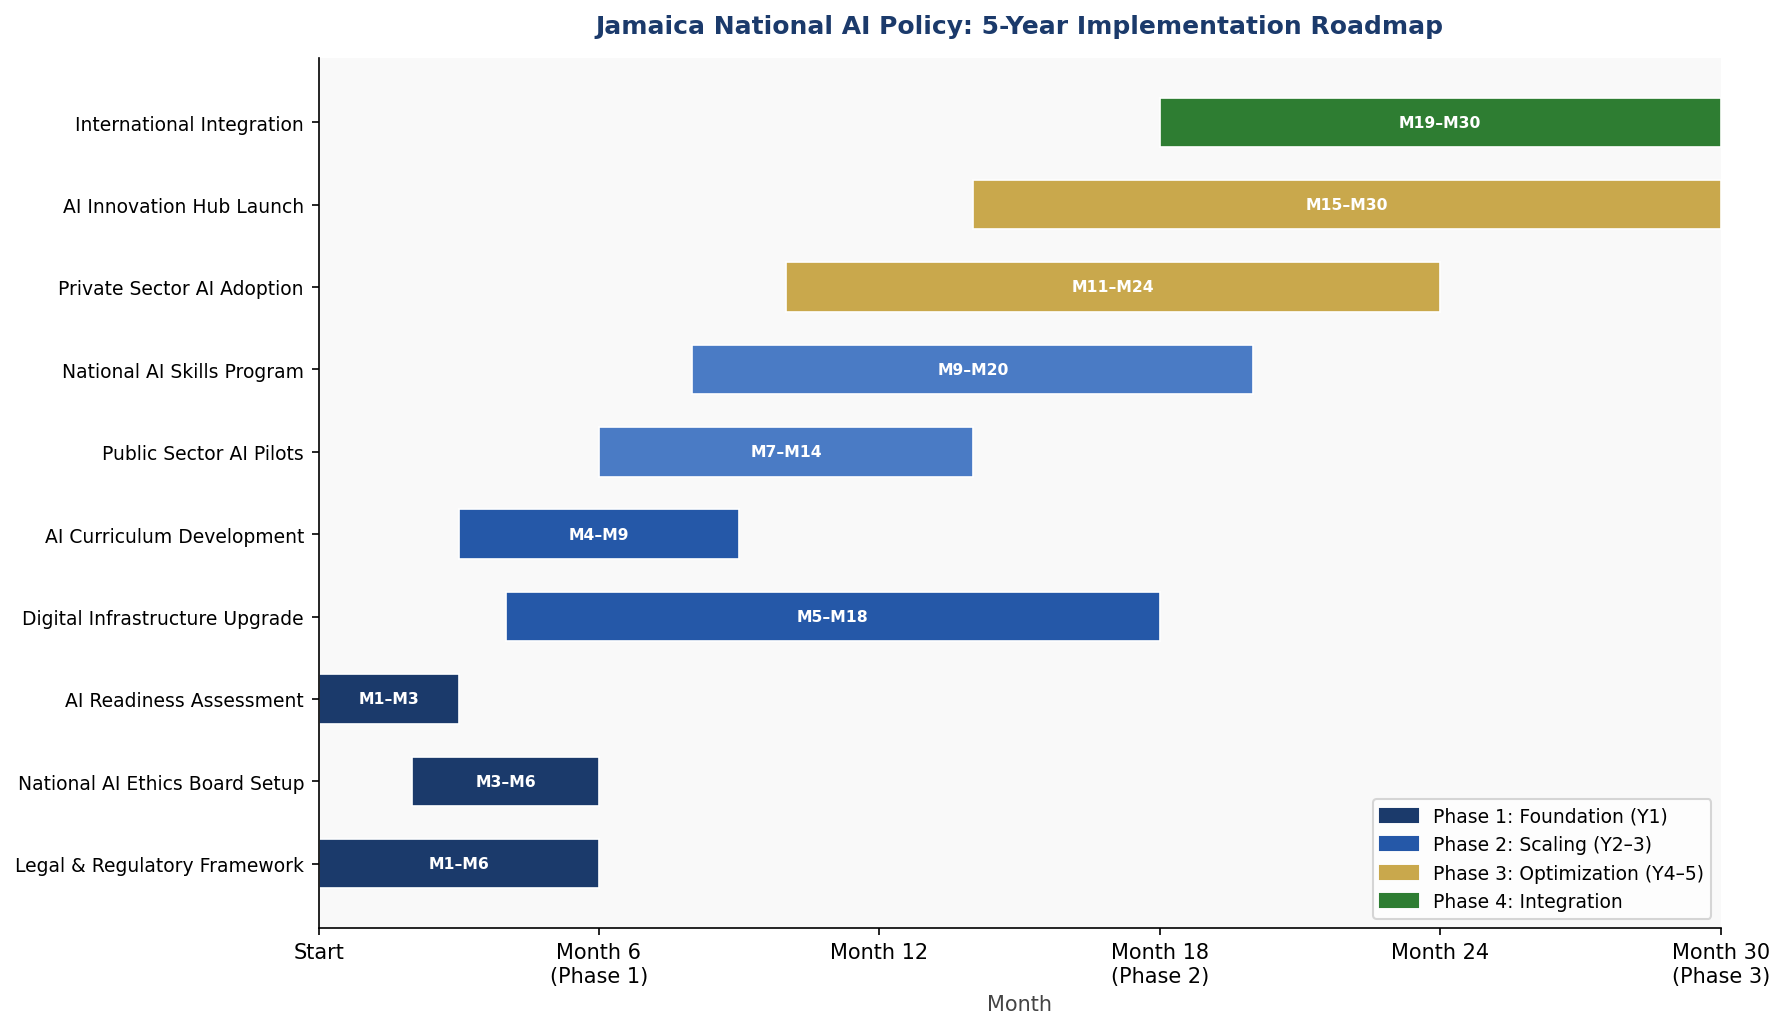 Jamaica National AI Policy: 5-Year Implementation Roadmap
International Integration
M19–M30
AI Innovation Hub Launch
M15–M30
Private Sector AI Adoption
M11–M24
National AI Skills Program
M9–M20
Public Sector AI Pilots
M7–M14
AI Curriculum Development
M4–M9
Digital Infrastructure Upgrade
M5–M18
AI Readiness Assessment
M1–M3
National AI Ethics Board Setup
M3–M6
Legal & Regulatory Framework
M1–M6
Phase 1: Foundation (Y1)
Phase 2: Scaling (Y2–3)
Phase 3: Optimization (Y4–5)
Phase 4: Integration
Start
Month 6
(Phase 1)
Month 12
Month 18
(Phase 2)
Month 24
Month 30
(Phase 3)
Month